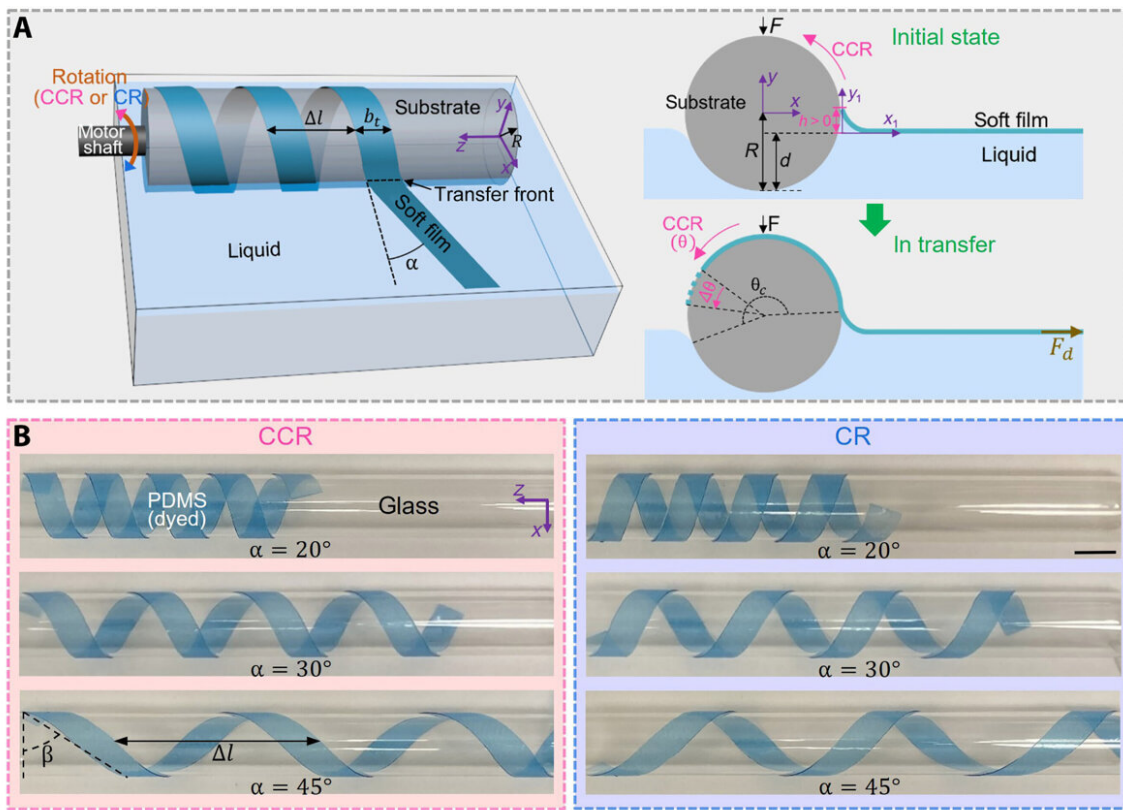 A
Rotation
(CCR or CR)
Motor
shaft
Δl
b_t
Substrate
y
z
x
R
Transfer front
Soft film
Liquid
α
F
CCR
Initial state
y
y₁
Substrate
x
h > 0
x₁
Soft film
R
d
Liquid
CCR
(θ)
F
In transfer
Δθ
θ_c
F_d
B
CCR
PDMS
(dyed)
Glass
z
x
α = 20°
α = 30°
β
Δl
α = 45°
CR
α = 20°
α = 30°
α = 45°